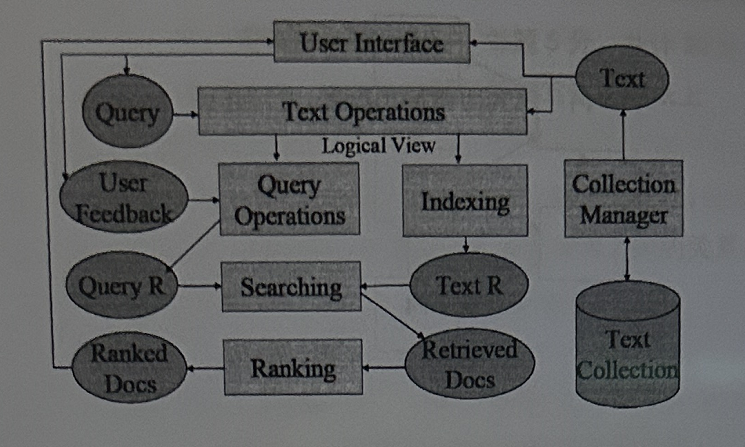 User Interface
Text
Query
Text Operations
Logical View
User
Feedback
Query
Operations
Indexing
Collection
Manager
Query R
Searching
Text R
Ranked
Docs
Ranking
Retrieved
Docs
Text
Collection